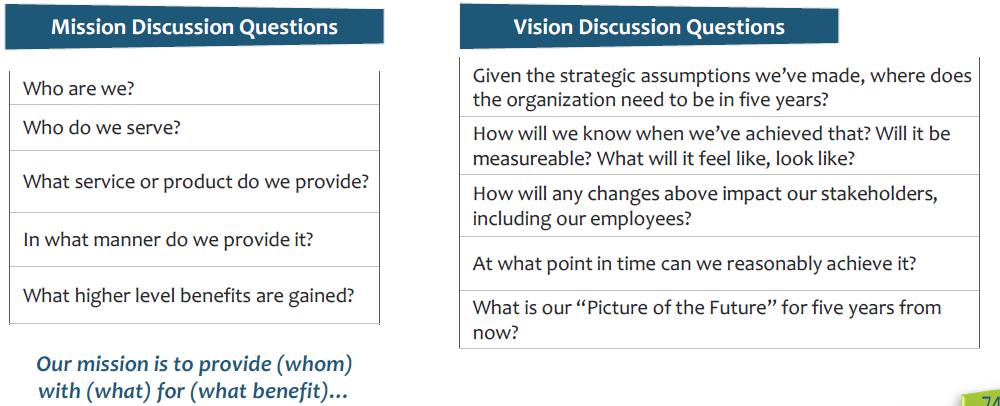 Mission Discussion Questions
Who are we?
Who do we serve?
What service or product do we provide?
In what manner do we provide it?
What higher level benefits are gained?
Our mission is to provide (whom)
with (what) for (what benefit)…
Vision Discussion Questions
Given the strategic assumptions we’ve made, where does
the organization need to be in five years?
How will we know when we’ve achieved that? Will it be
measureable? What will it feel like, look like?
How will any changes above impact our stakeholders,
including our employees?
At what point in time can we reasonably achieve it?
What is our “Picture of the Future” for five years from
now?
74